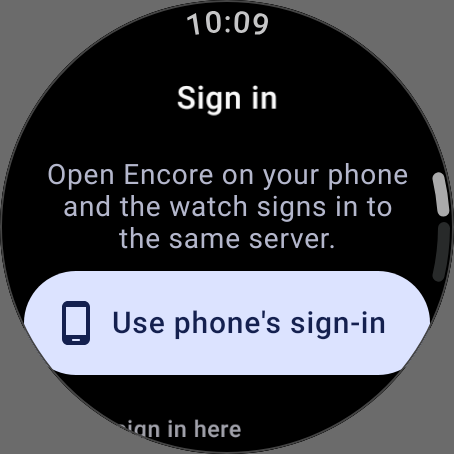 10:09
Sign in
Open Encore on your phone
and the watch signs in to
the same server.
Use phone's sign-in
sign in here